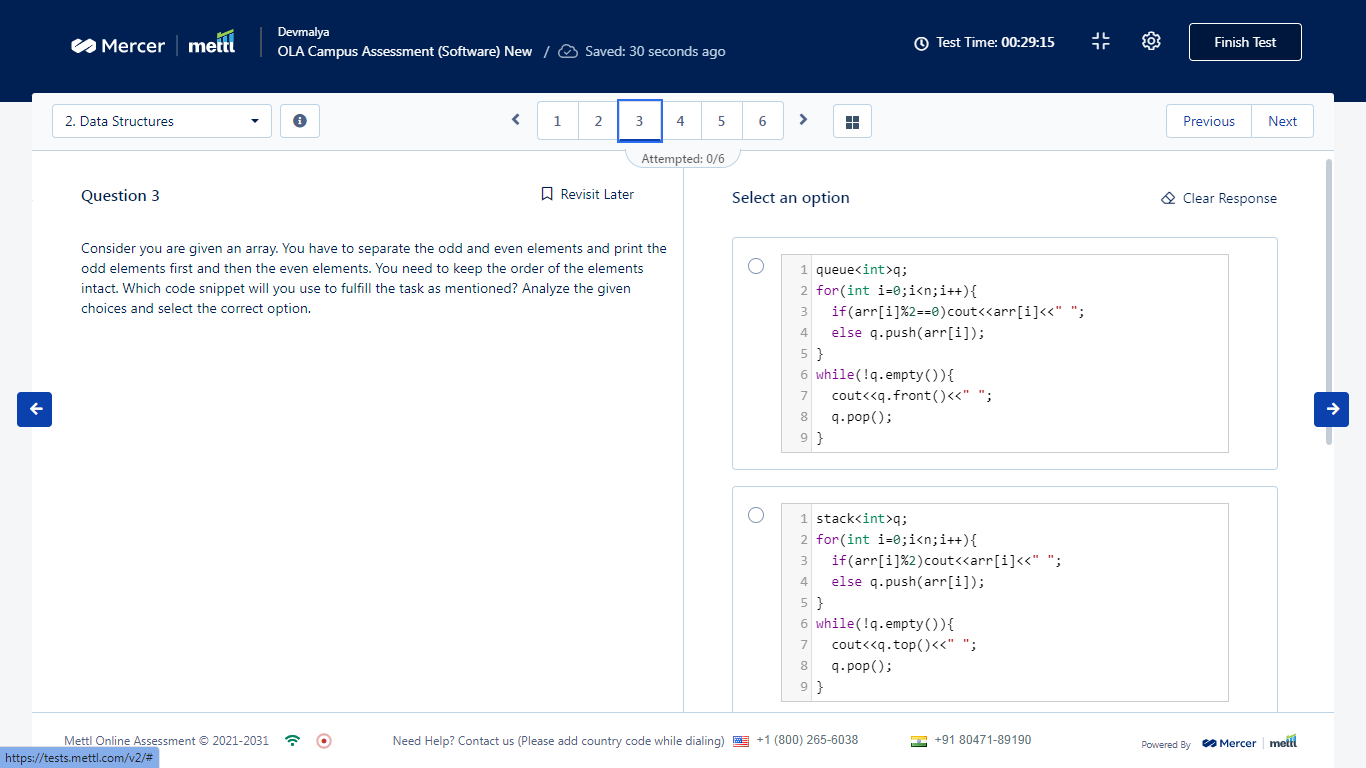 Mercer
mettl
Devmalya
OLA Campus Assessment (Software) New / Saved: 30 seconds ago
Test Time: 00:29:15
Finish Test
2. Data Structures
1 2 3 4 5 6
Previous
Next
Attempted: 0/6
Question 3
Revisit Later
Consider you are given an array. You have to separate the odd and even elements and print the
odd elements first and then the even elements. You need to keep the order of the elements
intact. Which code snippet will you use to fulfill the task as mentioned? Analyze the given
choices and select the correct option.
Select an option
Clear Response
1 queue<int>q;
2 for(int i=0;i<n;i++){
3   if(arr[i]%2==0)cout<<arr[i]<<" ";
4   else q.push(arr[i]);
5 }
6 while(!q.empty()){
7   cout<<q.front()<<" ";
8   q.pop();
9 }
1 stack<int>q;
2 for(int i=0;i<n;i++){
3   if(arr[i]%2)cout<<arr[i]<<" ";
4   else q.push(arr[i]);
5 }
6 while(!q.empty()){
7   cout<<q.top()<<" ";
8   q.pop();
9 }
Mettl Online Assessment © 2021-2031
Need Help? Contact us (Please add country code while dialing)
+1 (800) 265-6038
+91 80471-89190
Powered By
Mercer
mettl
https://tests.mettl.com/v2/#